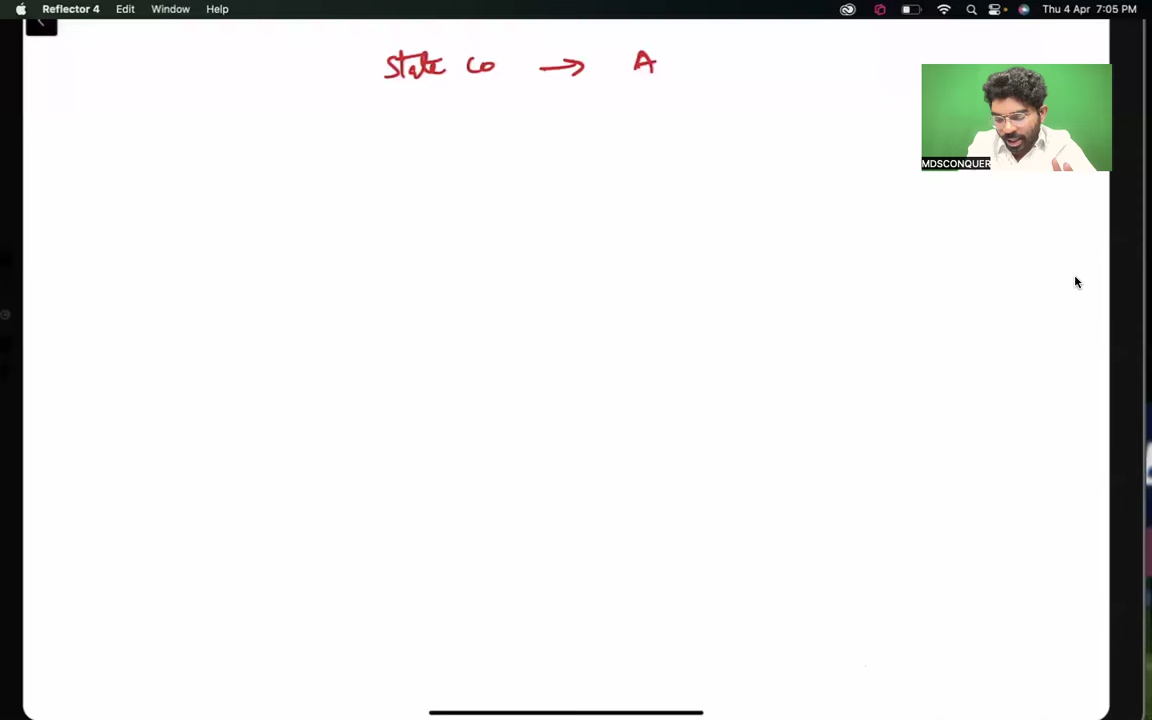 Reflector 4 Edit Window Help Thu 4 Apr 7:05 PM
State Co → A
MDSCONQUER